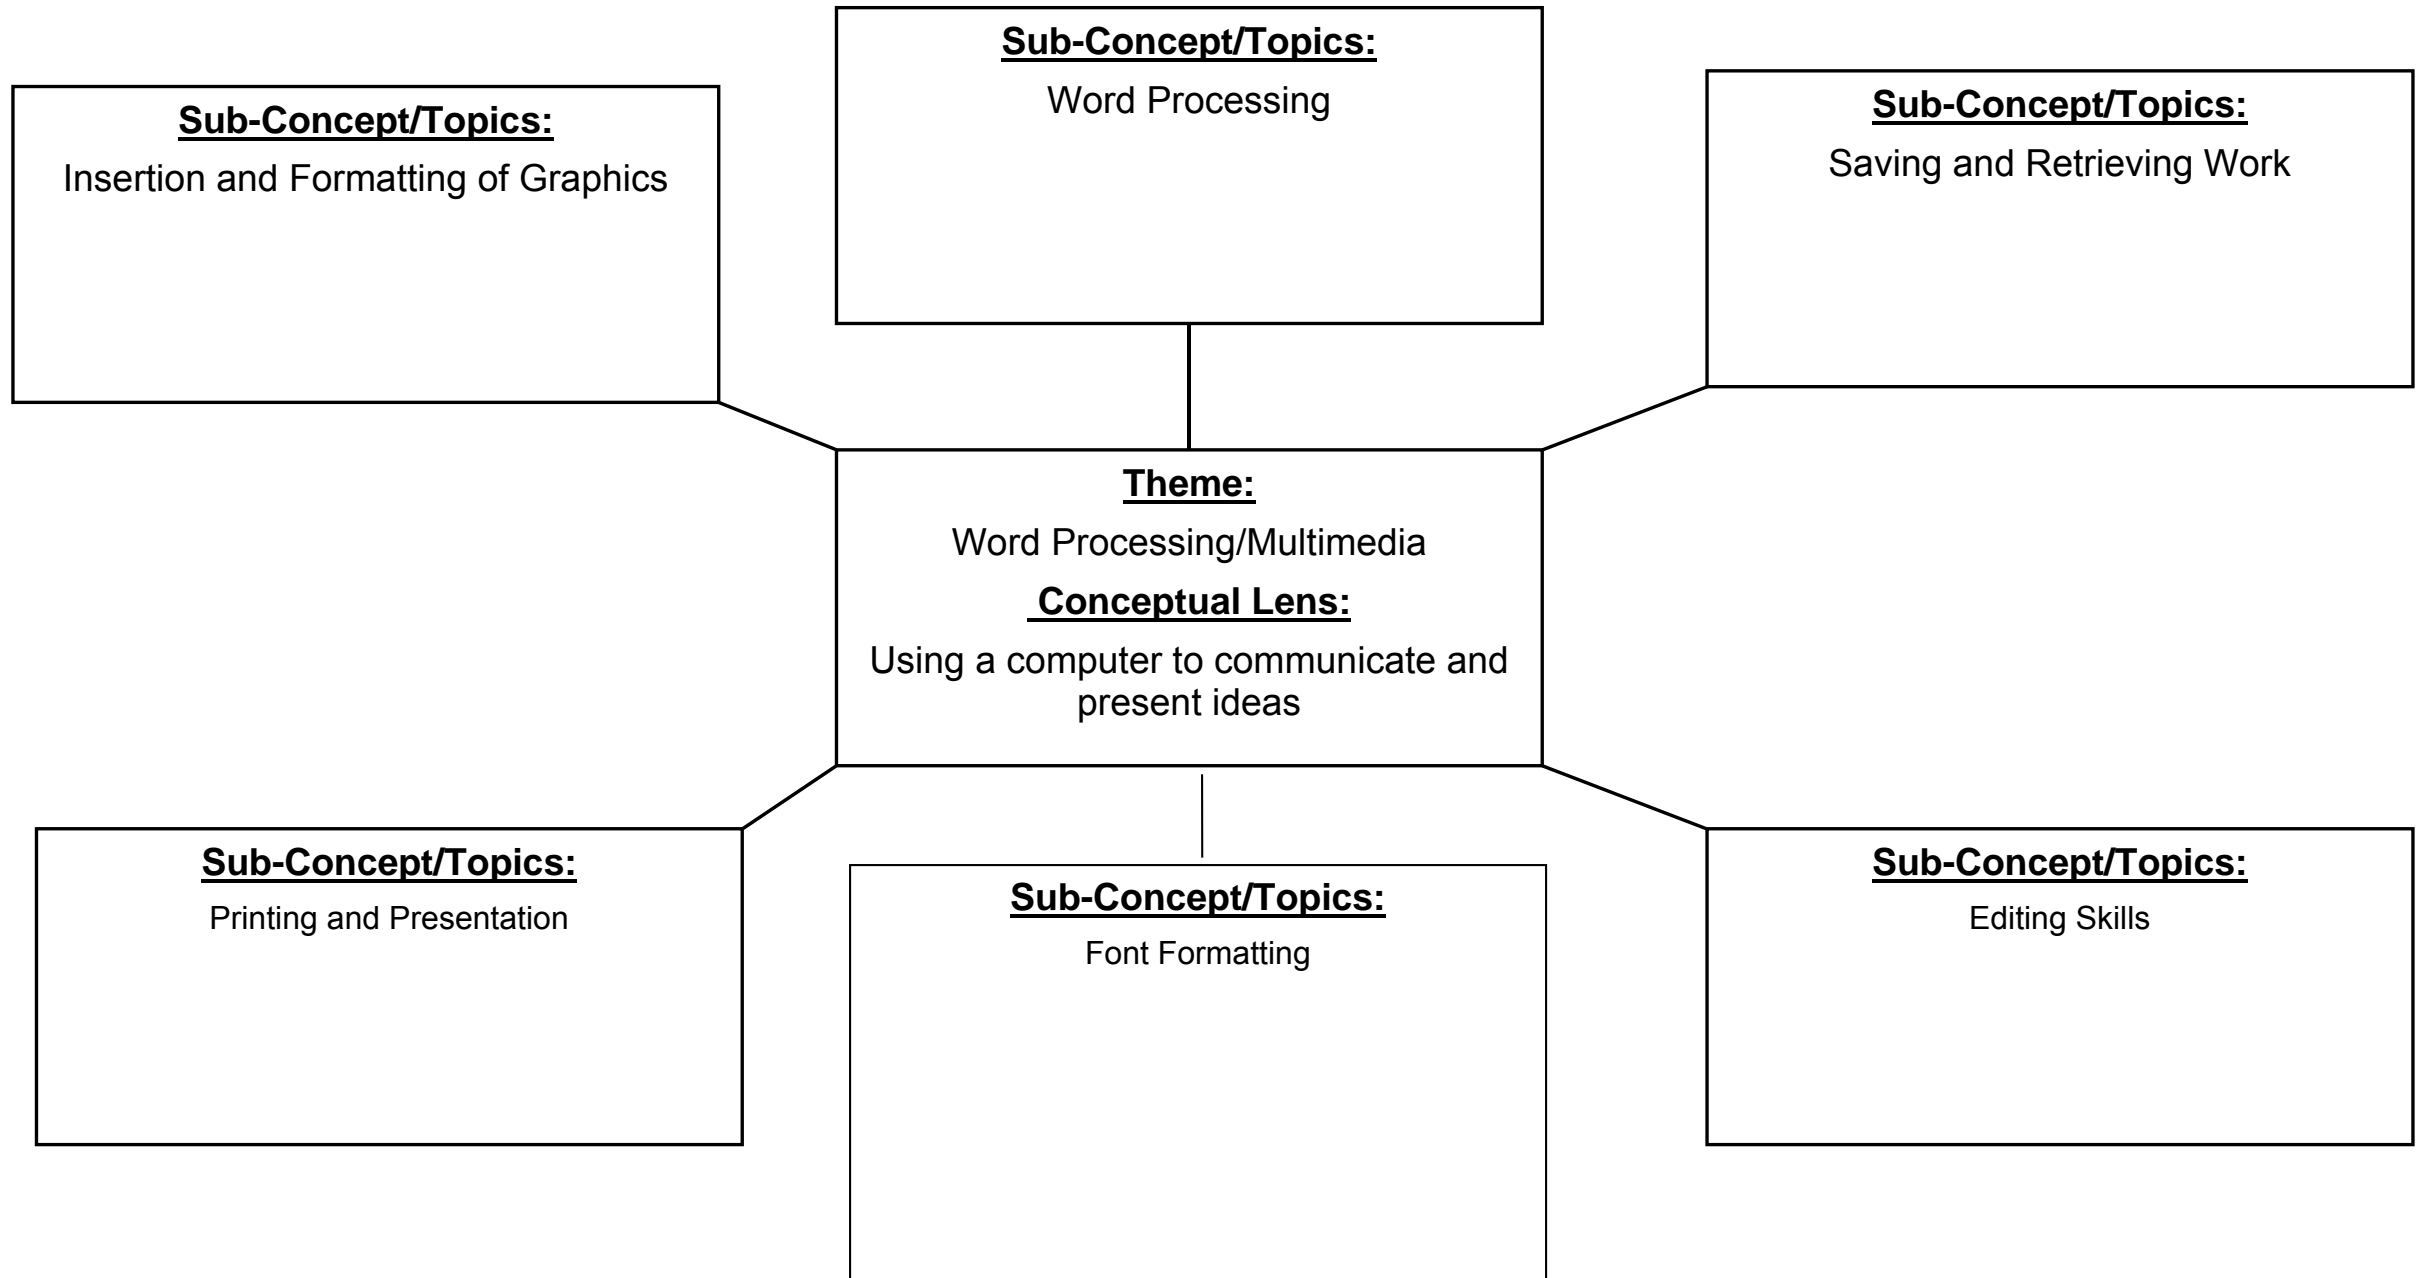 Sub-Concept/Topics:
Insertion and Formatting of Graphics
Sub-Concept/Topics:
Word Processing
Sub-Concept/Topics:
Saving and Retrieving Work
Theme:
Word Processing/Multimedia
Conceptual Lens:
Using a computer to communicate and
present ideas
Sub-Concept/Topics:
Printing and Presentation
Sub-Concept/Topics:
Font Formatting
Sub-Concept/Topics:
Editing Skills